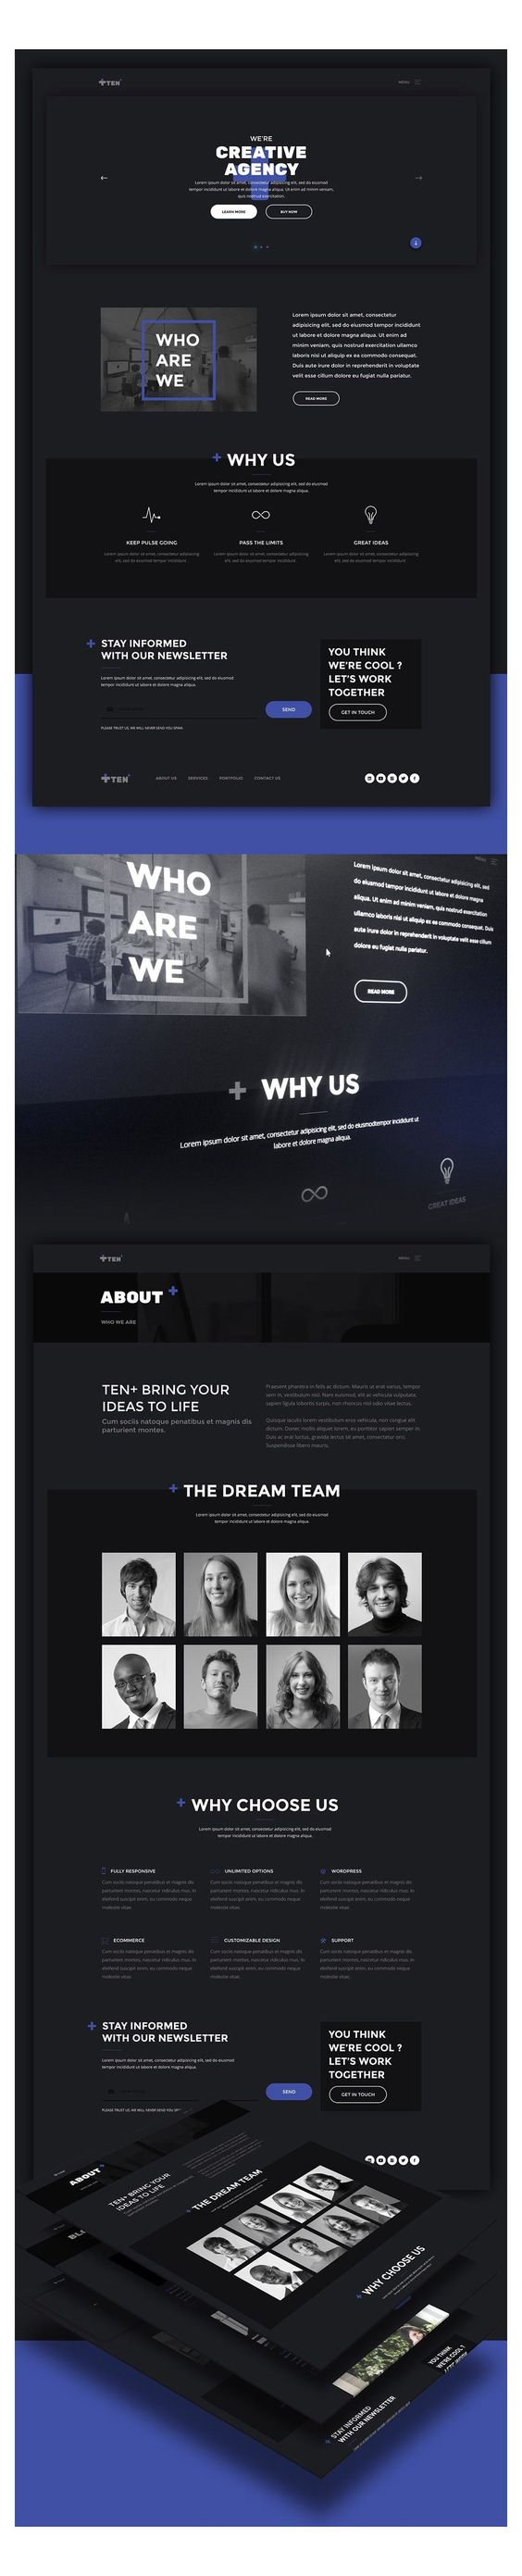 TEN+
MENU
WE'RE
CREATIVE
AGENCY
Lorem ipsum dolor sit amet, consectetur adipisicing elit, sed do eiusmod
tempor incididunt ut labore et dolore magna aliqua. Ut enim ad minim veniam,
quis nostrud exercitation.
LEARN MORE
BUY NOW
WHO
ARE
WE
Lorem ipsum dolor sit amet, consectetur
adipisicing elit, sed do eiusmod tempor incididunt
ut labore et dolore magna aliqua. Ut enim ad
minim veniam, quis nostrud exercitation ullamco
laboris nisi ut aliquip ex ea commodo consequat.
Duis aute irure dolor in reprehenderit in voluptate
velit esse cillum dolore eu fugiat nulla pariatur.
READ MORE
+ WHY US
Lorem ipsum dolor sit amet, consectetur adipisicing elit, sed do eiusmod
tempor incididunt ut labore et dolore magna aliqua.
KEEP PULSE GOING
PASS THE LIMITS
GREAT IDEAS
Lorem ipsum dolor sit amet, consectetur adipisicing
elit, sed do eiusmod tempor incididunt
Lorem ipsum dolor sit amet, consectetur adipisicing
elit, sed do eiusmod tempor incididunt
Lorem ipsum dolor sit amet, consectetur adipisicing
elit, sed do eiusmod tempor incididunt
+ STAY INFORMED
WITH OUR NEWSLETTER
Lorem ipsum dolor sit amet, consectetur adipisicing elit, sed do eiusmod
tempor incididunt ut labore et dolore magna aliqua.
SEND
PLEASE TRUST US, WE WILL NEVER SEND YOU SPAM
YOU THINK
WE'RE COOL ?
LET'S WORK
TOGETHER
GET IN TOUCH
TEN+
ABOUT US
SERVICES
PORTFOLIO
CONTACT US
MENU
WHO
ARE
WE
Lorem ipsum dolor sit amet, consectetur adipisicing elit, sed
do eiusmod tempor incididunt ut labore et dolore magna
aliqua. Ut enim ad minim veniam, quis nostrud exercitation
ullamco laboris nisi ut aliquip ex ea commodo consequat. Duis
aute irure dolor in reprehenderit in voluptate velit esse cillum
dolore eu fugiat nulla pariatur.
READ MORE
+ WHY US
Lorem ipsum dolor sit amet, consectetur adipisicing elit, sed do eiusmodtempor incididunt ut
labore et dolore magna aliqua.
GREAT IDEAS
TEN+
MENU
ABOUT +
WHO WE ARE
TEN+ BRING YOUR
IDEAS TO LIFE
Cum sociis natoque penatibus et magnis dis
parturient montes.
Praesent pharetra in felis ac dictum. Mauris ut erat varius, tempor
sem in, vestibulum nisl. Nam euismod, elit ac vehicula vulputate,
sapien ligula lobortis turpis, non rhoncus nisl odio vitae lectus.
Quisque iaculis lorem vestibulum eros vehicula, non congue elit
dictum. Donec mollis aliquet lorem, eu porttitor sapien semper in.
Duis ac erat luctus, gravida lectus sit amet, consectetur orci.
Suspendisse libero mauris.
+ THE DREAM TEAM
Lorem ipsum dolor sit amet, consectetur adipisicing elit, sed do eiusmod
tempor incididunt ut labore et dolore magna aliqua.
+ WHY CHOOSE US
Lorem ipsum dolor sit amet, consectetur adipisicing elit, sed do eiusmod
tempor incididunt ut labore et dolore magna aliqua.
FULLY RESPONSIVE
UNLIMITED OPTIONS
WORDPRESS
Cum sociis natoque penatibus et magnis dis
parturient montes, nascetur ridiculus mus. In
eleifend suscipit enim, eu commodo neque
molestie vitae.
Cum sociis natoque penatibus et magnis dis
parturient montes, nascetur ridiculus mus. In
eleifend suscipit enim, eu commodo neque
molestie vitae.
Cum sociis natoque penatibus et magnis dis
parturient montes, nascetur ridiculus mus. In
eleifend suscipit enim, eu commodo neque
molestie vitae.
ECOMMERCE
CUSTOMIZABLE DESIGN
SUPPORT
Cum sociis natoque penatibus et magnis dis
parturient montes, nascetur ridiculus mus. In
eleifend suscipit enim, eu commodo neque
molestie vitae.
Cum sociis natoque penatibus et magnis dis
parturient montes, nascetur ridiculus mus. In
eleifend suscipit enim, eu commodo neque
molestie vitae.
Cum sociis natoque penatibus et magnis dis
parturient montes, nascetur ridiculus mus. In
eleifend suscipit enim, eu commodo neque
molestie vitae.
+ STAY INFORMED
WITH OUR NEWSLETTER
Lorem ipsum dolor sit amet, consectetur adipisicing elit, sed do eiusmod
tempor incididunt ut labore et dolore magna aliqua.
SEND
PLEASE TRUST US, WE WILL NEVER SEND YOU
YOU THINK
WE'RE COOL ?
LET'S WORK
TOGETHER
GET IN TOUCH
ABOUT
TEN+ BRING YOUR
IDEAS TO LIFE
THE DREAM TEAM
WHY CHOOSE US
YOU THINK
WE'RE COOL ?
STAY INFORMED
WITH OUR NEWSLETTER